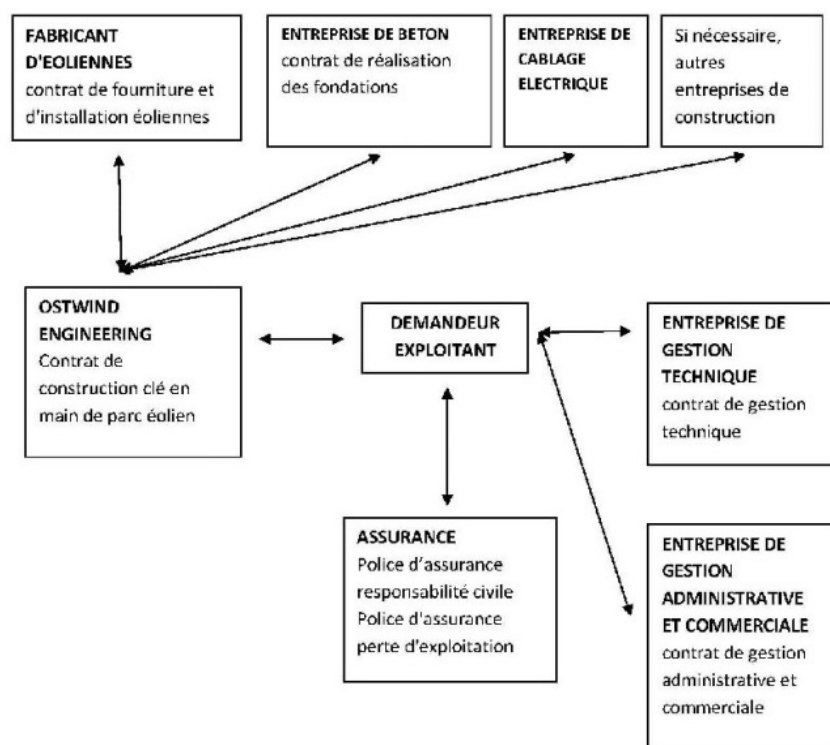 FABRICANT
D'EOLIENNES
contrat de fourniture et
d'installation éoliennes
ENTREPRISE DE BETON
contrat de réalisation
des fondations
ENTREPRISE DE
CABLAGE
ELECTRIQUE
Si nécessaire,
autres
entreprises de
construction
OSTWIND
ENGINEERING
Contrat de
construction clé en
main de parc éolien
DEMANDEUR
EXPLOITANT
ENTREPRISE DE
GESTION
TECHNIQUE
contrat de gestion
technique
ASSURANCE
Police d'assurance
responsabilité civile
Police d'assurance
perte d'exploitation
ENTREPRISE DE
GESTION
ADMINISTRATIVE
ET COMMERCIALE
contrat de gestion
administrative et
commerciale